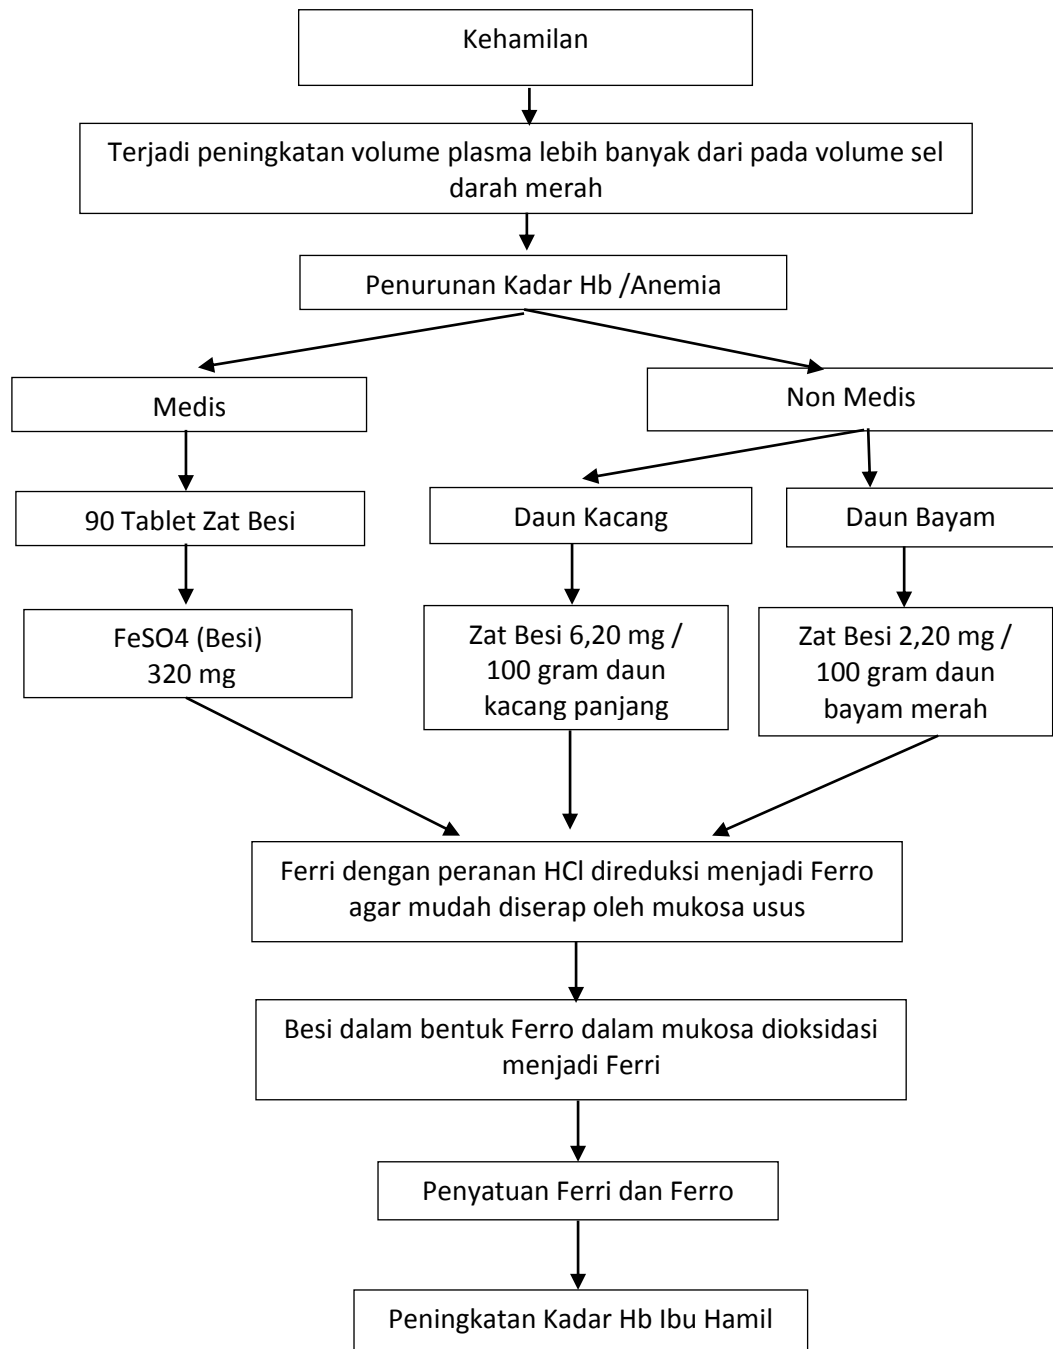 Kehamilan
Terjadi peningkatan volume plasma lebih banyak dari pada volume sel
darah merah
Penurunan Kadar Hb /Anemia
Medis
Non Medis
90 Tablet Zat Besi
Daun Kacang
Daun Bayam
FeSO4 (Besi)
320 mg
Zat Besi 6,20 mg /
100 gram daun
kacang panjang
Zat Besi 2,20 mg /
100 gram daun
bayam merah
Ferri dengan peranan HCl direduksi menjadi Ferro
agar mudah diserap oleh mukosa usus
Besi dalam bentuk Ferro dalam mukosa dioksidasi
menjadi Ferri
Penyatuan Ferri dan Ferro
Peningkatan Kadar Hb Ibu Hamil